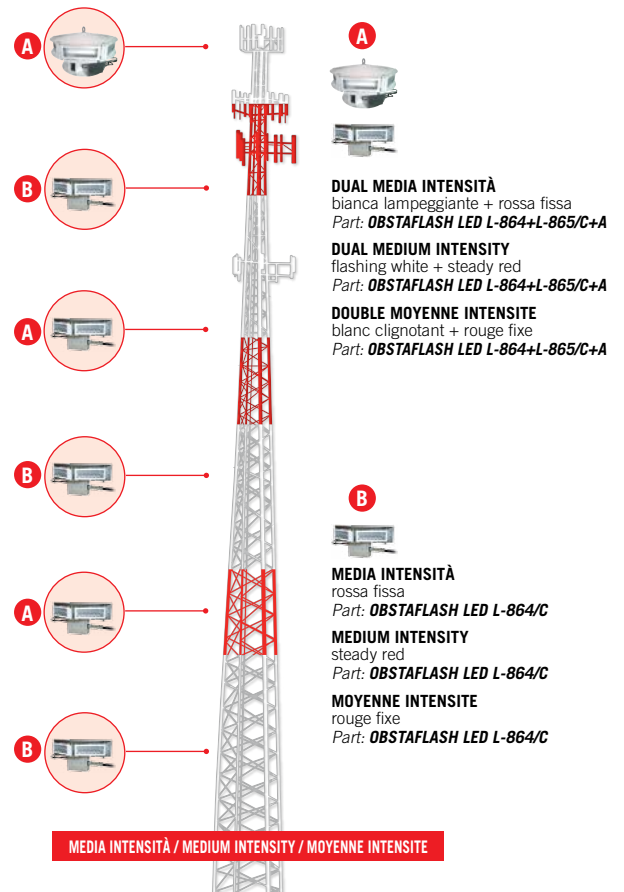 A
B
A
B
A
B
A
DUAL MEDIA INTENSITÀ
bianca lampeggiante + rossa fissa
Part: OBSTAFLASH LED L-864+L-865/C+A
DUAL MEDIUM INTENSITY
flashing white + steady red
Part: OBSTAFLASH LED L-864+L-865/C+A
DOUBLE MOYENNE INTENSITE
blanc clignotant + rouge fixe
Part: OBSTAFLASH LED L-864+L-865/C+A
B
MEDIA INTENSITÀ
rossa fissa
Part: OBSTAFLASH LED L-864/C
MEDIUM INTENSITY
steady red
Part: OBSTAFLASH LED L-864/C
MOYENNE INTENSITE
rouge fixe
Part: OBSTAFLASH LED L-864/C
MEDIA INTENSITÀ / MEDIUM INTENSITY / MOYENNE INTENSITE